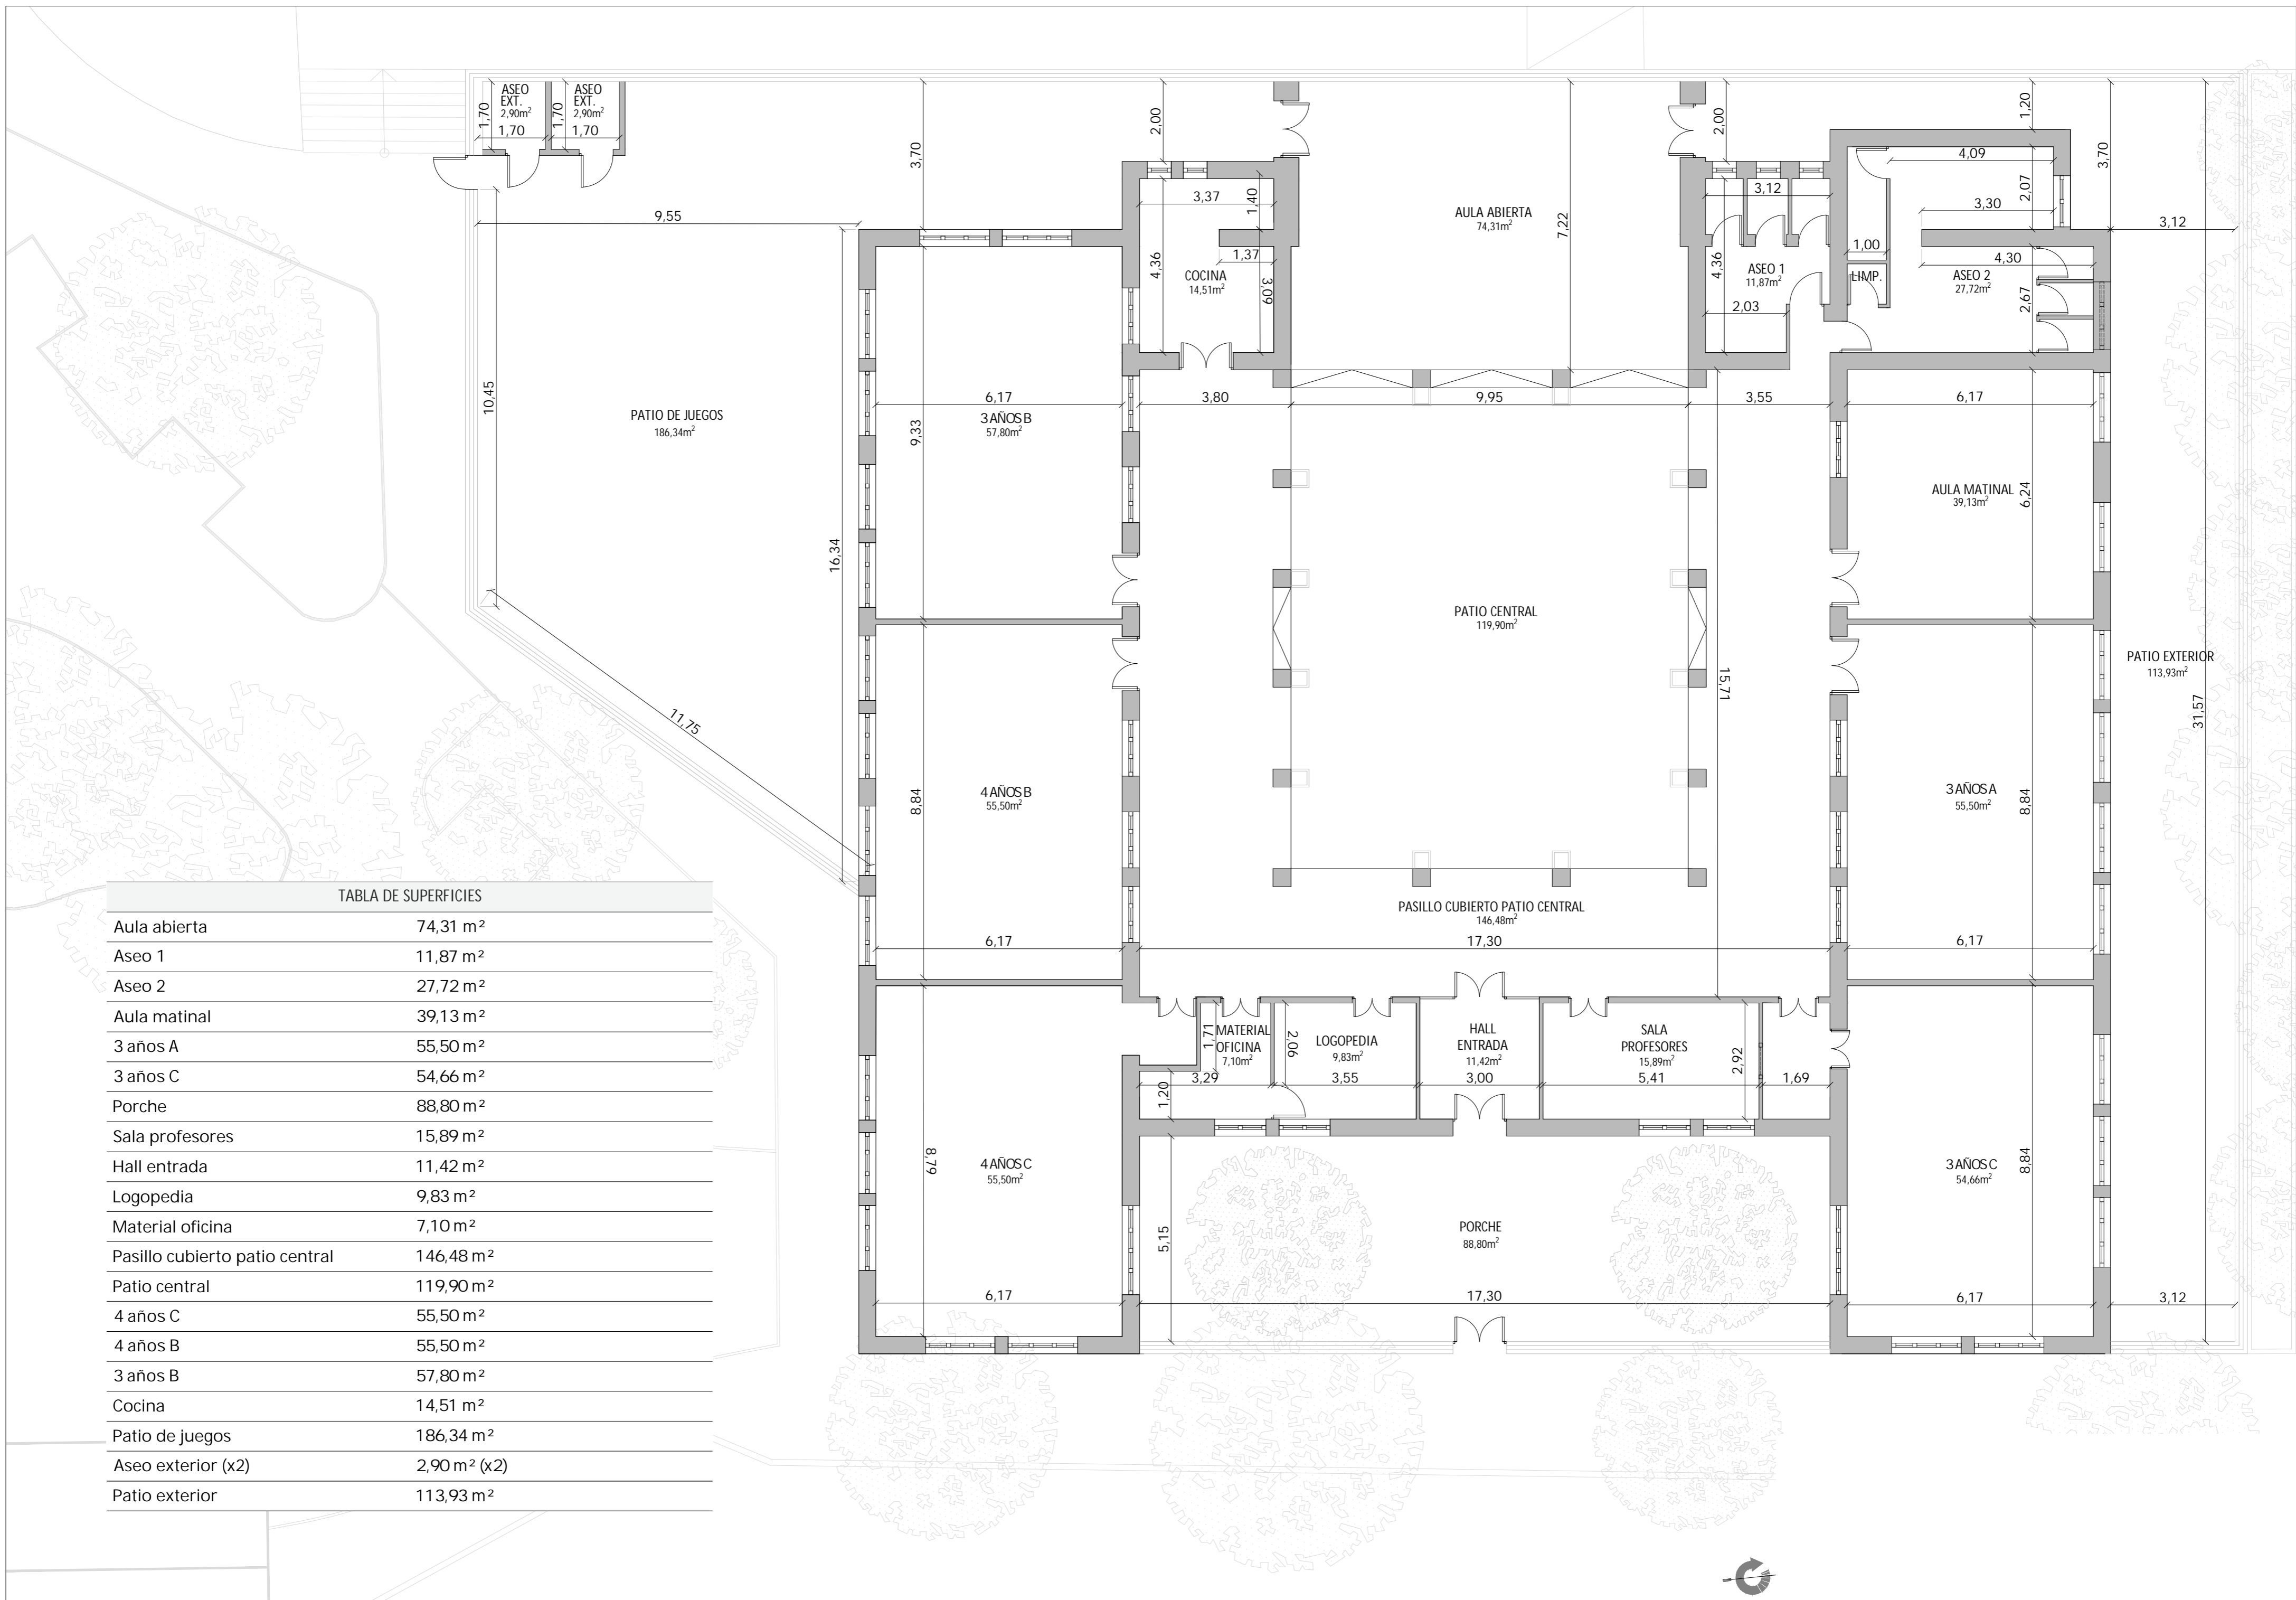 ASEO
EXT.
2,90m²
1,70
1,70
ASEO
EXT.
2,90m²
1,70
1,70
3,70
2,00
2,00
1,20
3,70
9,55
3,37
1,40
1,37
4,36
COCINA
14,51m²
3,09
AULA ABIERTA
74,31m²
7,22
3,12
4,36
ASEO 1
11,87m²
2,03
4,09
2,07
3,30
1,00
4,30
LIMP.
ASEO 2
27,72m²
2,67
3,12
10,45
PATIO DE JUEGOS
186,34m²
6,17
3 AÑOS B
57,80m²
9,33
3,80
9,95
3,55
6,17
16,34
AULA MATINAL
39,13m²
6,24
PATIO CENTRAL
119,90m²
15,71
PATIO EXTERIOR
113,93m²
31,57
11,75
4 AÑOS B
55,50m²
8,84
3 AÑOS A
55,50m²
8,84
PASILLO CUBIERTO PATIO CENTRAL
146,48m²
6,17
17,30
6,17
1,71
MATERIAL
OFICINA
7,10m²
2,06
LOGOPEDIA
9,83m²
HALL
ENTRADA
11,42m²
SALA
PROFESORES
15,89m²
2,92
3,29
3,55
3,00
5,41
1,69
1,20
8,79
4 AÑOS C
55,50m²
3 AÑOS C
54,66m²
8,84
5,15
PORCHE
88,80m²
6,17
17,30
6,17
3,12
TABLA DE SUPERFICIES
Aula abierta 74,31 m²
Aseo 1 11,87 m²
Aseo 2 27,72 m²
Aula matinal 39,13 m²
3 años A 55,50 m²
3 años C 54,66 m²
Porche 88,80 m²
Sala profesores 15,89 m²
Hall entrada 11,42 m²
Logopedia 9,83 m²
Material oficina 7,10 m²
Pasillo cubierto patio central 146,48 m²
Patio central 119,90 m²
4 años C 55,50 m²
4 años B 55,50 m²
3 años B 57,80 m²
Cocina 14,51 m²
Patio de juegos 186,34 m²
Aseo exterior (x2) 2,90 m² (x2)
Patio exterior 113,93 m²